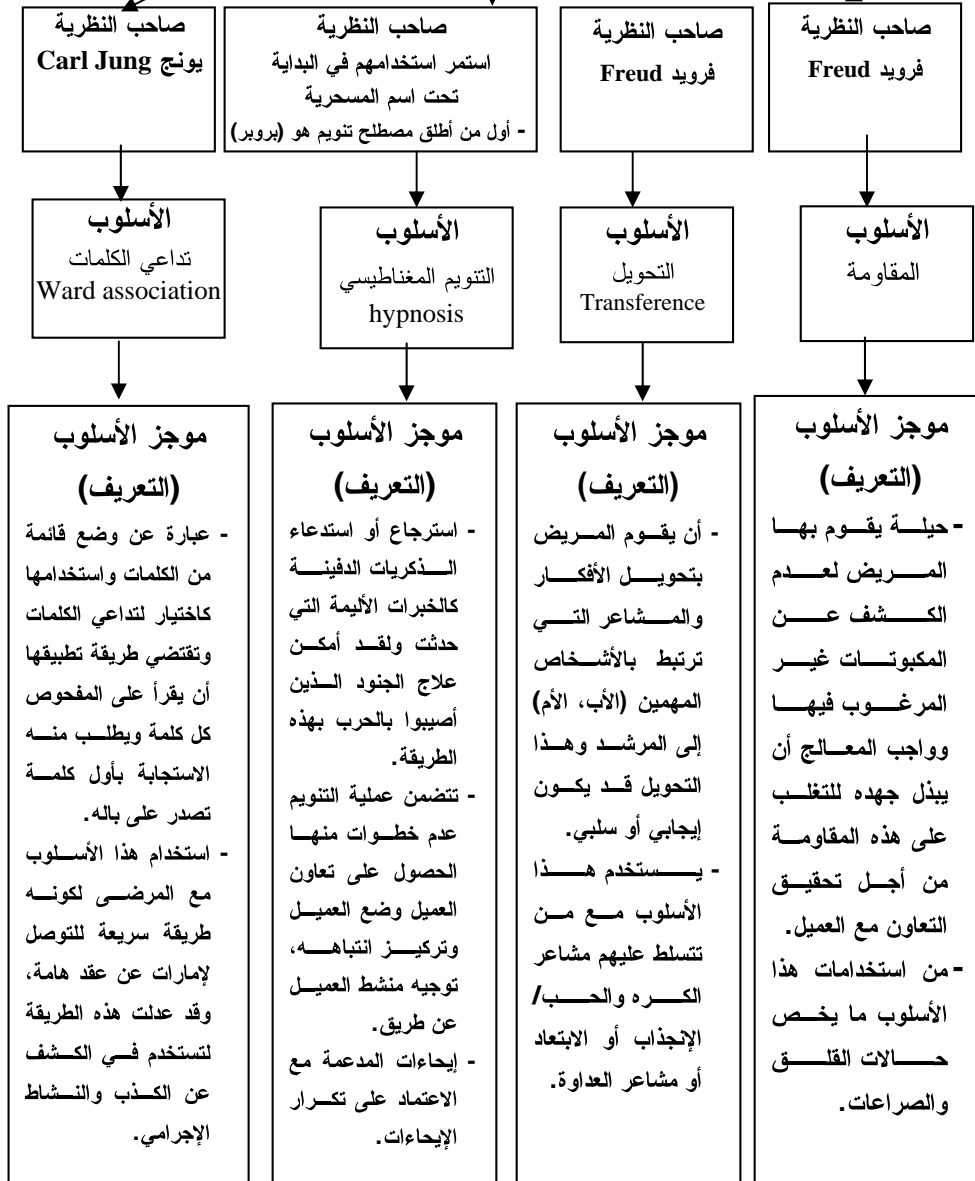 صاحب النظرية
فرويد Freud
الأسلوب
المقاومة
موجز الأسلوب
(التعريف)
- حيلة يقوم بها
المريض لعدم
الكشف عن
المكبوتات غير
المرغوب فيها
وواجب المعالج أن
يبذل جهده للتغلب
على هذه المقاومة
من أجل تحقيق
التعاون مع العميل.
- من استخدامات هذا
الأسلوب ما يخص
حالات القلق
والصراعات.
صاحب النظرية
فرويد Freud
الأسلوب
التحويل
Transference
موجز الأسلوب
(التعريف)
- أن يقوم المريض
بتحويل الأفكار
والمشاعر التي
ترتبط بالأشخاص
المهمين (الأب، الأم)
إلى المرشد وهذا
التحويل قد يكون
إيجابي أو سلبي.
- يستخدم هذا
الأسلوب مع من
تتسلط عليهم مشاعر
الكره والحب/
الإنجذاب أو الابتعاد
أو مشاعر العداوة.
صاحب النظرية
استمر استخدامهم في البداية
تحت اسم المسحرية
- أول من أطلق مصطلح تنويم هو (بروبر)
الأسلوب
التنويم المغناطيسي
hypnosis
موجز الأسلوب
(التعريف)
- استرجاع أو استدعاء
الذكريات الدفينة
كالخبرات الأليمة التي
حدثت ولقد أمكن
علاج الجنود الذين
أصيبوا بالحرب بهذه
الطريقة.
- تتضمن عملية التنويم
عدم خطوات منها
الحصول على تعاون
العميل وضع العميل
وتركيز انتباهه،
توجيه منشط العميل
عن طريق.
- إيحاءات المدعمة مع
الاعتماد على تكرار
الإيحاءات.
صاحب النظرية
يونج Carl Jung
الأسلوب
تداعي الكلمات
Ward association
موجز الأسلوب
(التعريف)
- عبارة عن وضع قائمة
من الكلمات واستخدامها
كاختيار لتداعي الكلمات
وتقتضي طريقة تطبيقها
أن يقرأ على المفحوص
كل كلمة ويطلب منه
الاستجابة بأول كلمة
تصدر على باله.
- استخدام هذا الأسلوب
مع المرضى لكونه
طريقة سريعة للتوصل
لإمارات عن عقد هامة،
وقد عدلت هذه الطريقة
لتستخدم في الكشف
عن الكذب والنشاط
الإجرامي.